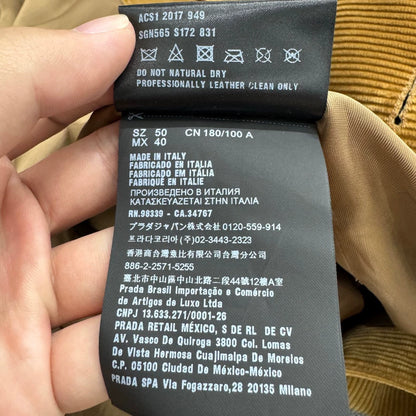 ACS1 2017 949
SGN565 S172 831
DO NOT NATURAL DRY
PROFESSIONALLY LEATHER CLEAN ONLY
SZ 50 CN 180/100 A
MX 40
MADE IN ITALY
FABRICADO EN ITALIA
FABRICADO EM ITÁLIA
FABRIQUÉ EN ITALIE
ПРОИЗВЕДЕНО В ИТАЛИЯ
ΚΑΤΑΣΚΕΥΑΖΕΤΑΙ ΣΤΗΝ ΙΤΑΛΙΑ
RN.98339 - CA.34767
プラダジャパン(株)0120-559-914
프라다코리아(주)02-3443-2323
香港商台灣普比有限公司台灣分公司
886-2-2571-5255
臺北市中山區中山北路二段44號12樓A室
Prada Brasil Importação e Comércio
de Artigos de Luxo Ltda
CNPJ 13.633.271/0001-26
PRADA RETAIL MÉXICO, S DE RL DE CV
AV. Vasco De Quiroga 3800 Col. Lomas
De Vista Hermosa Cuajimalpa De Morelos
CP. 05109 Ciudad De México-México
PRADA SPA Via Fogazzaro,28 20135 Milano